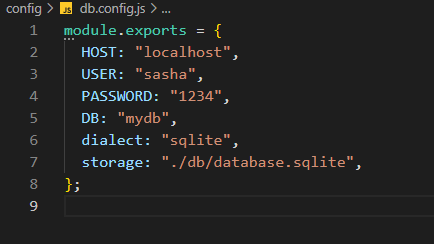 config > JS db.config.js > ...
1 module.exports = {
2 HOST: "localhost",
3 USER: "sasha",
4 PASSWORD: "1234",
5 DB: "mydb",
6 dialect: "sqlite",
7 storage: "./db/database.sqlite",
8 };
9